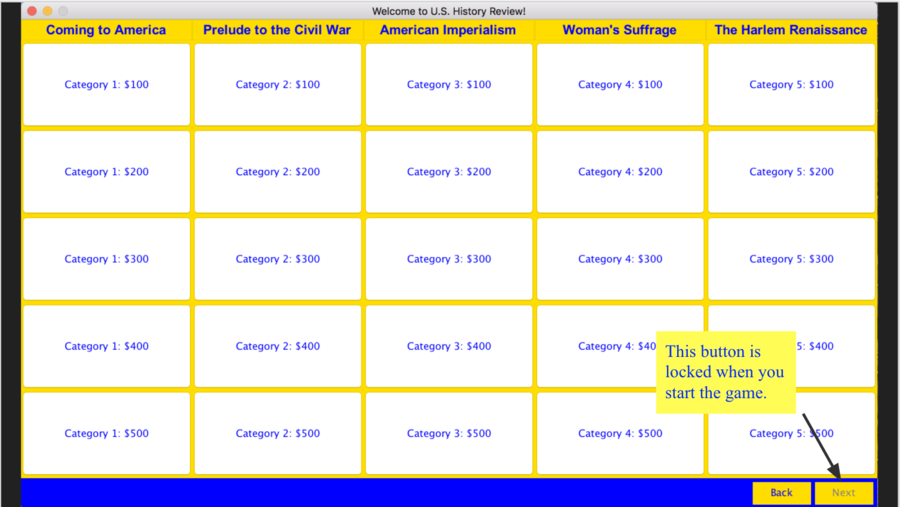 Welcome to U.S. History Review!
Coming to America Prelude to the Civil War American Imperialism Woman's Suffrage The Harlem Renaissance
Category 1: $100 Category 2: $100 Category 3: $100 Category 4: $100 Category 5: $100
Category 1: $200 Category 2: $200 Category 3: $200 Category 4: $200 Category 5: $200
Category 1: $300 Category 2: $300 Category 3: $300 Category 4: $300 Category 5: $300
Category 1: $400 Category 2: $400 Category 3: $400 Category 4: $40 5: $400
This button is
locked when you
start the game.
Category 1: $500 Category 2: $500 Category 3: $500 Category 4: $500 Category 5: $500
Back Next